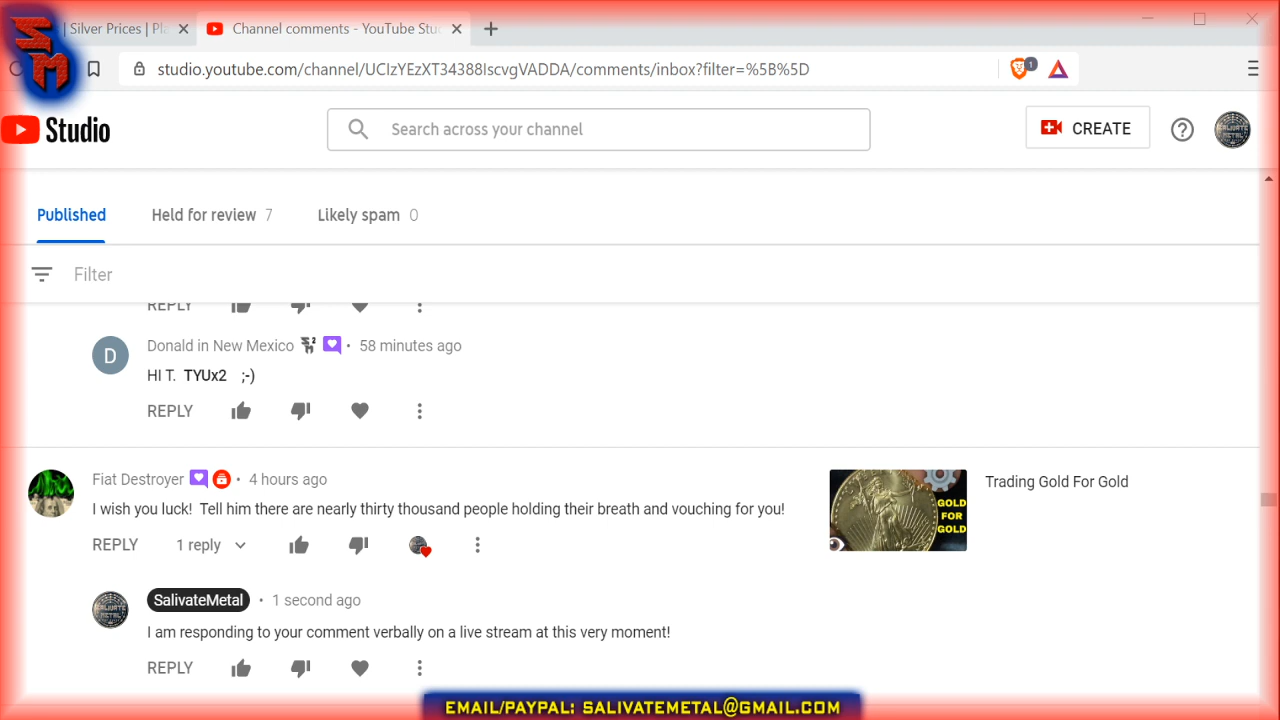 SM
| Silver Prices | Pla
Channel comments - YouTube Stud
studio.youtube.com/channel/UCIzYEzXT34388IscvgVADDA/comments/inbox?filter=%5B%5D
1
Studio
Search across your channel
CREATE
Published
Held for review 7
Likely spam 0
Filter
REPLY
Donald in New Mexico • 58 minutes ago
HI T. TYUx2 ;-)
REPLY
Fiat Destroyer • 4 hours ago
I wish you luck! Tell him there are nearly thirty thousand people holding their breath and vouching for you!
REPLY 1 reply
GOLD
FOR
GOLD
Trading Gold For Gold
SalivateMetal • 1 second ago
I am responding to your comment verbally on a live stream at this very moment!
REPLY
EMAIL/PAYPAL: SALIVATEMETAL@GMAIL.COM